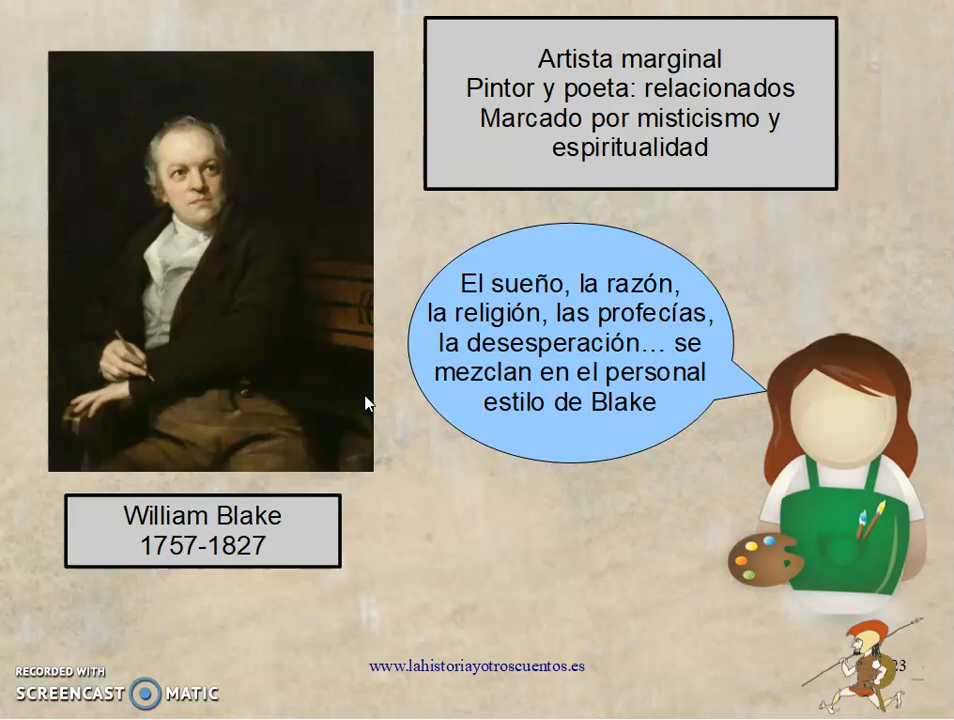 Artista marginal
Pintor y poeta: relacionados
Marcado por misticismo y
espiritualidad
El sueño, la razón,
la religión, las profecías,
la desesperación… se
mezclan en el personal
estilo de Blake
William Blake
1757-1827
www.lahistoriayotroscuentos.es
23
RECORDED WITH
SCREENCAST MATIC